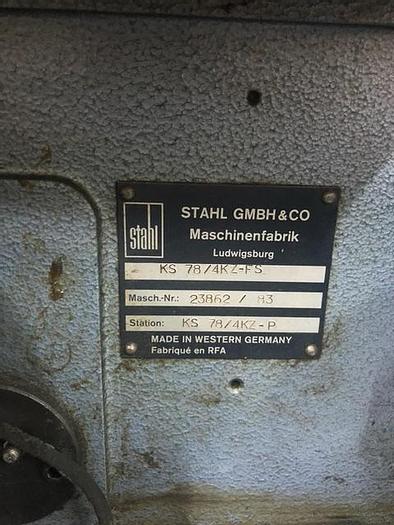 stahl
STAHL GMBH & CO
Maschinenfabrik
Ludwigsburg
KS 78/4KZ-FS
Masch.-Nr.: 23862 / 83
Station: KS 78/4KZ-P
MADE IN WESTERN GERMANY
Fabriqué en RFA